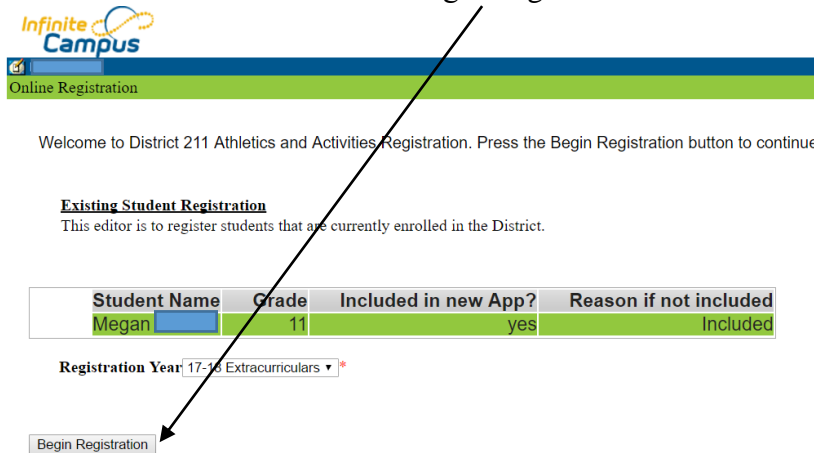 Infinite
Campus
Online Registration
Welcome to District 211 Athletics and Activities Registration. Press the Begin Registration button to continue
Existing Student Registration
This editor is to register students that are currently enrolled in the District.
Student Name Grade Included in new App? Reason if not included
Megan 11 yes Included
Registration Year 17-18 Extracurriculars ▾ *
Begin Registration